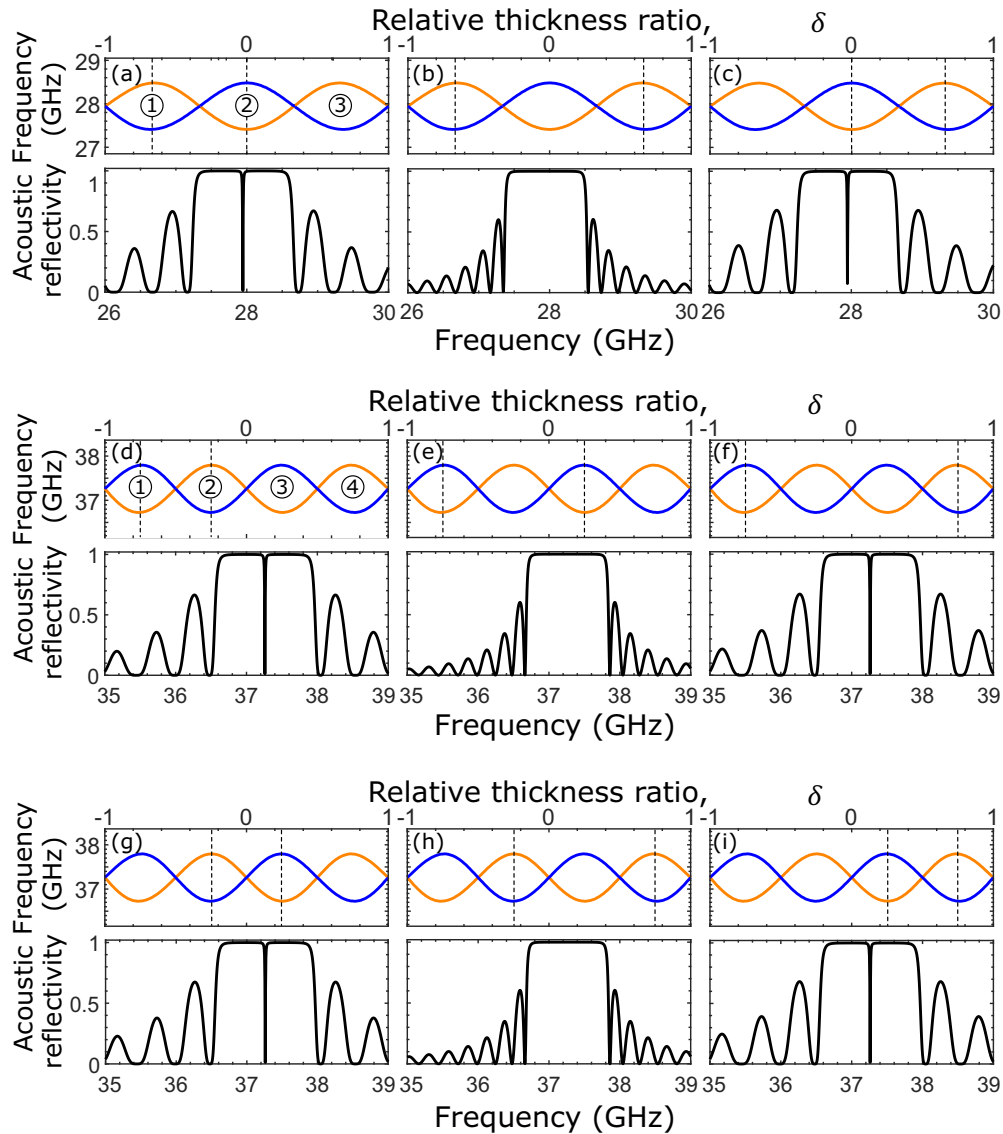 Relative thickness ratio, δ
-1 0 1 -1 0 1 -1 0 1
Acoustic Frequency
reflectivity (GHz)
29
28
27
(a) (b) (c)
① ② ③
1
0.5
0
26 28 30 26 28 30 26 28 30
Frequency (GHz)
Relative thickness ratio, δ
-1 0 1 -1 0 1 -1 0 1
Acoustic Frequency
reflectivity (GHz)
38
37
(d) (e) (f)
① ② ③ ④
1
0.5
0
35 36 37 38 39 35 36 37 38 39 35 36 37 38 39
Frequency (GHz)
Relative thickness ratio, δ
-1 0 1 -1 0 1 -1 0 1
Acoustic Frequency
reflectivity (GHz)
38
37
(g) (h) (i)
1
0.5
0
35 36 37 38 39 35 36 37 38 39 35 36 37 38 39
Frequency (GHz)